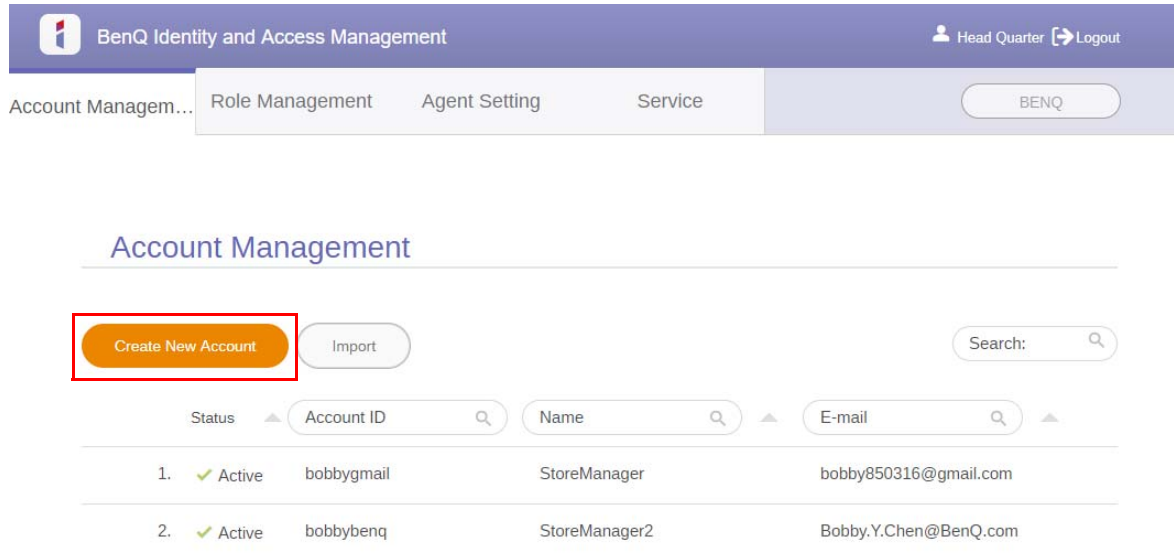 BenQ Identity and Access Management
Head Quarter Logout
Account Managem... Role Management Agent Setting Service BENQ
Account Management
Create New Account Import Search:
Status Account ID Name E-mail
1. Active bobbygmail StoreManager bobby850316@gmail.com
2. Active bobbybenq StoreManager2 Bobby.Y.Chen@BenQ.com